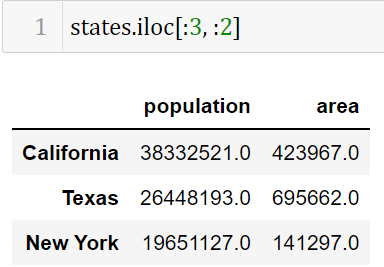 1 states.iloc[:3, :2]
population area
California 38332521.0 423967.0
Texas 26448193.0 695662.0
New York 19651127.0 141297.0